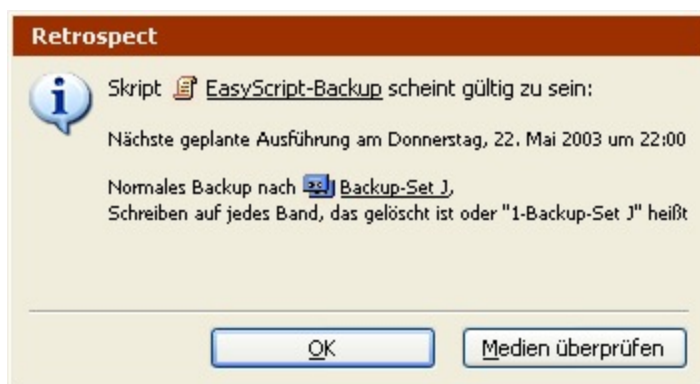 Retrospect
Skript EasyScript-Backup scheint gültig zu sein:
Nächste geplante Ausführung am Donnerstag, 22. Mai 2003 um 22:00
Normales Backup nach Backup-Set J,
Schreiben auf jedes Band, das gelöscht ist oder "1-Backup-Set J" heißt
OK
Medien überprüfen